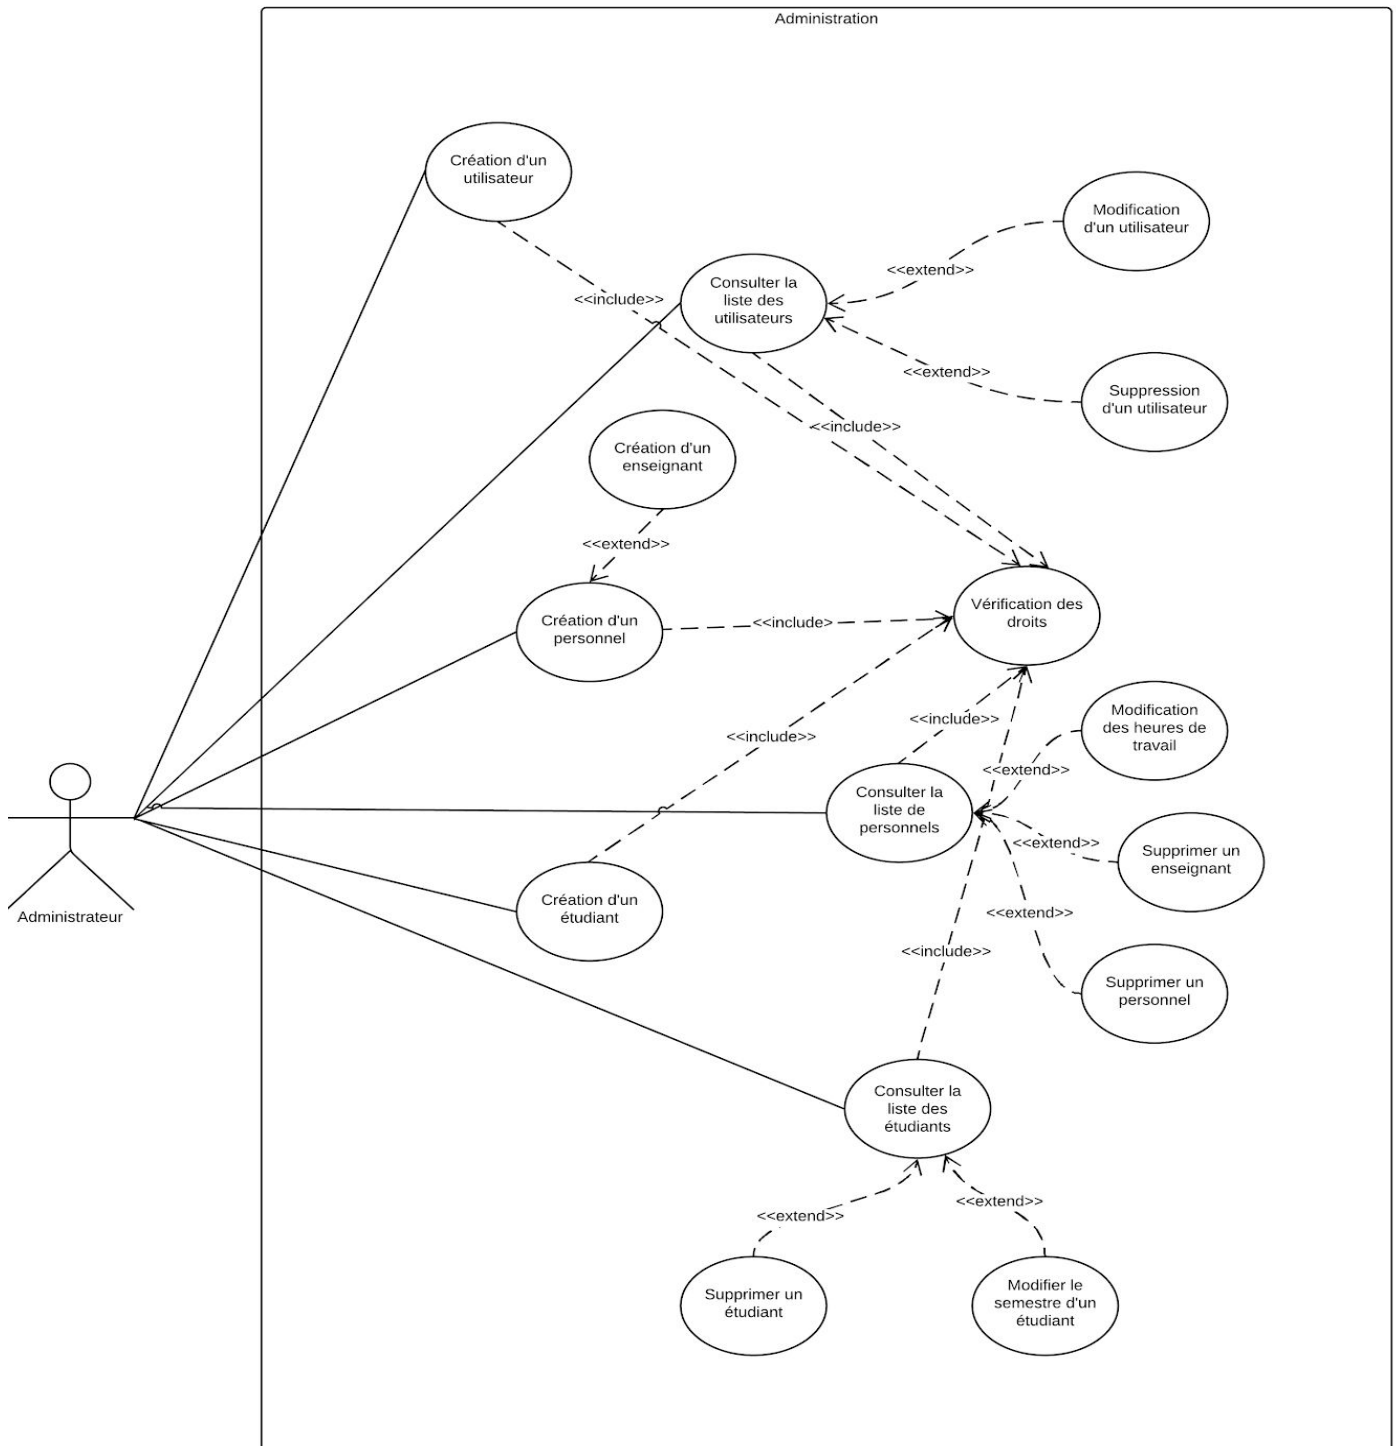 Administration
Création d'un
utilisateur
Modification
d'un utilisateur
<<extend>>
Consulter la
liste des
utilisateurs
<<include>>
<<extend>>
Suppression
d'un utilisateur
<<include>>
Création d'un
enseignant
<<extend>>
Vérification des
droits
Création d'un
personnel
<<include>
<<include>>
<<include>>
Modification
des heures de
travail
<<extend>>
Consulter la
liste de
personnels
<<extend>>
Supprimer un
enseignant
Administrateur
Création d'un
étudiant
<<extend>>
<<include>>
Supprimer un
personnel
Consulter la
liste des
étudiants
<<extend>>
<<extend>>
Supprimer un
étudiant
Modifier le
semestre d'un
étudiant